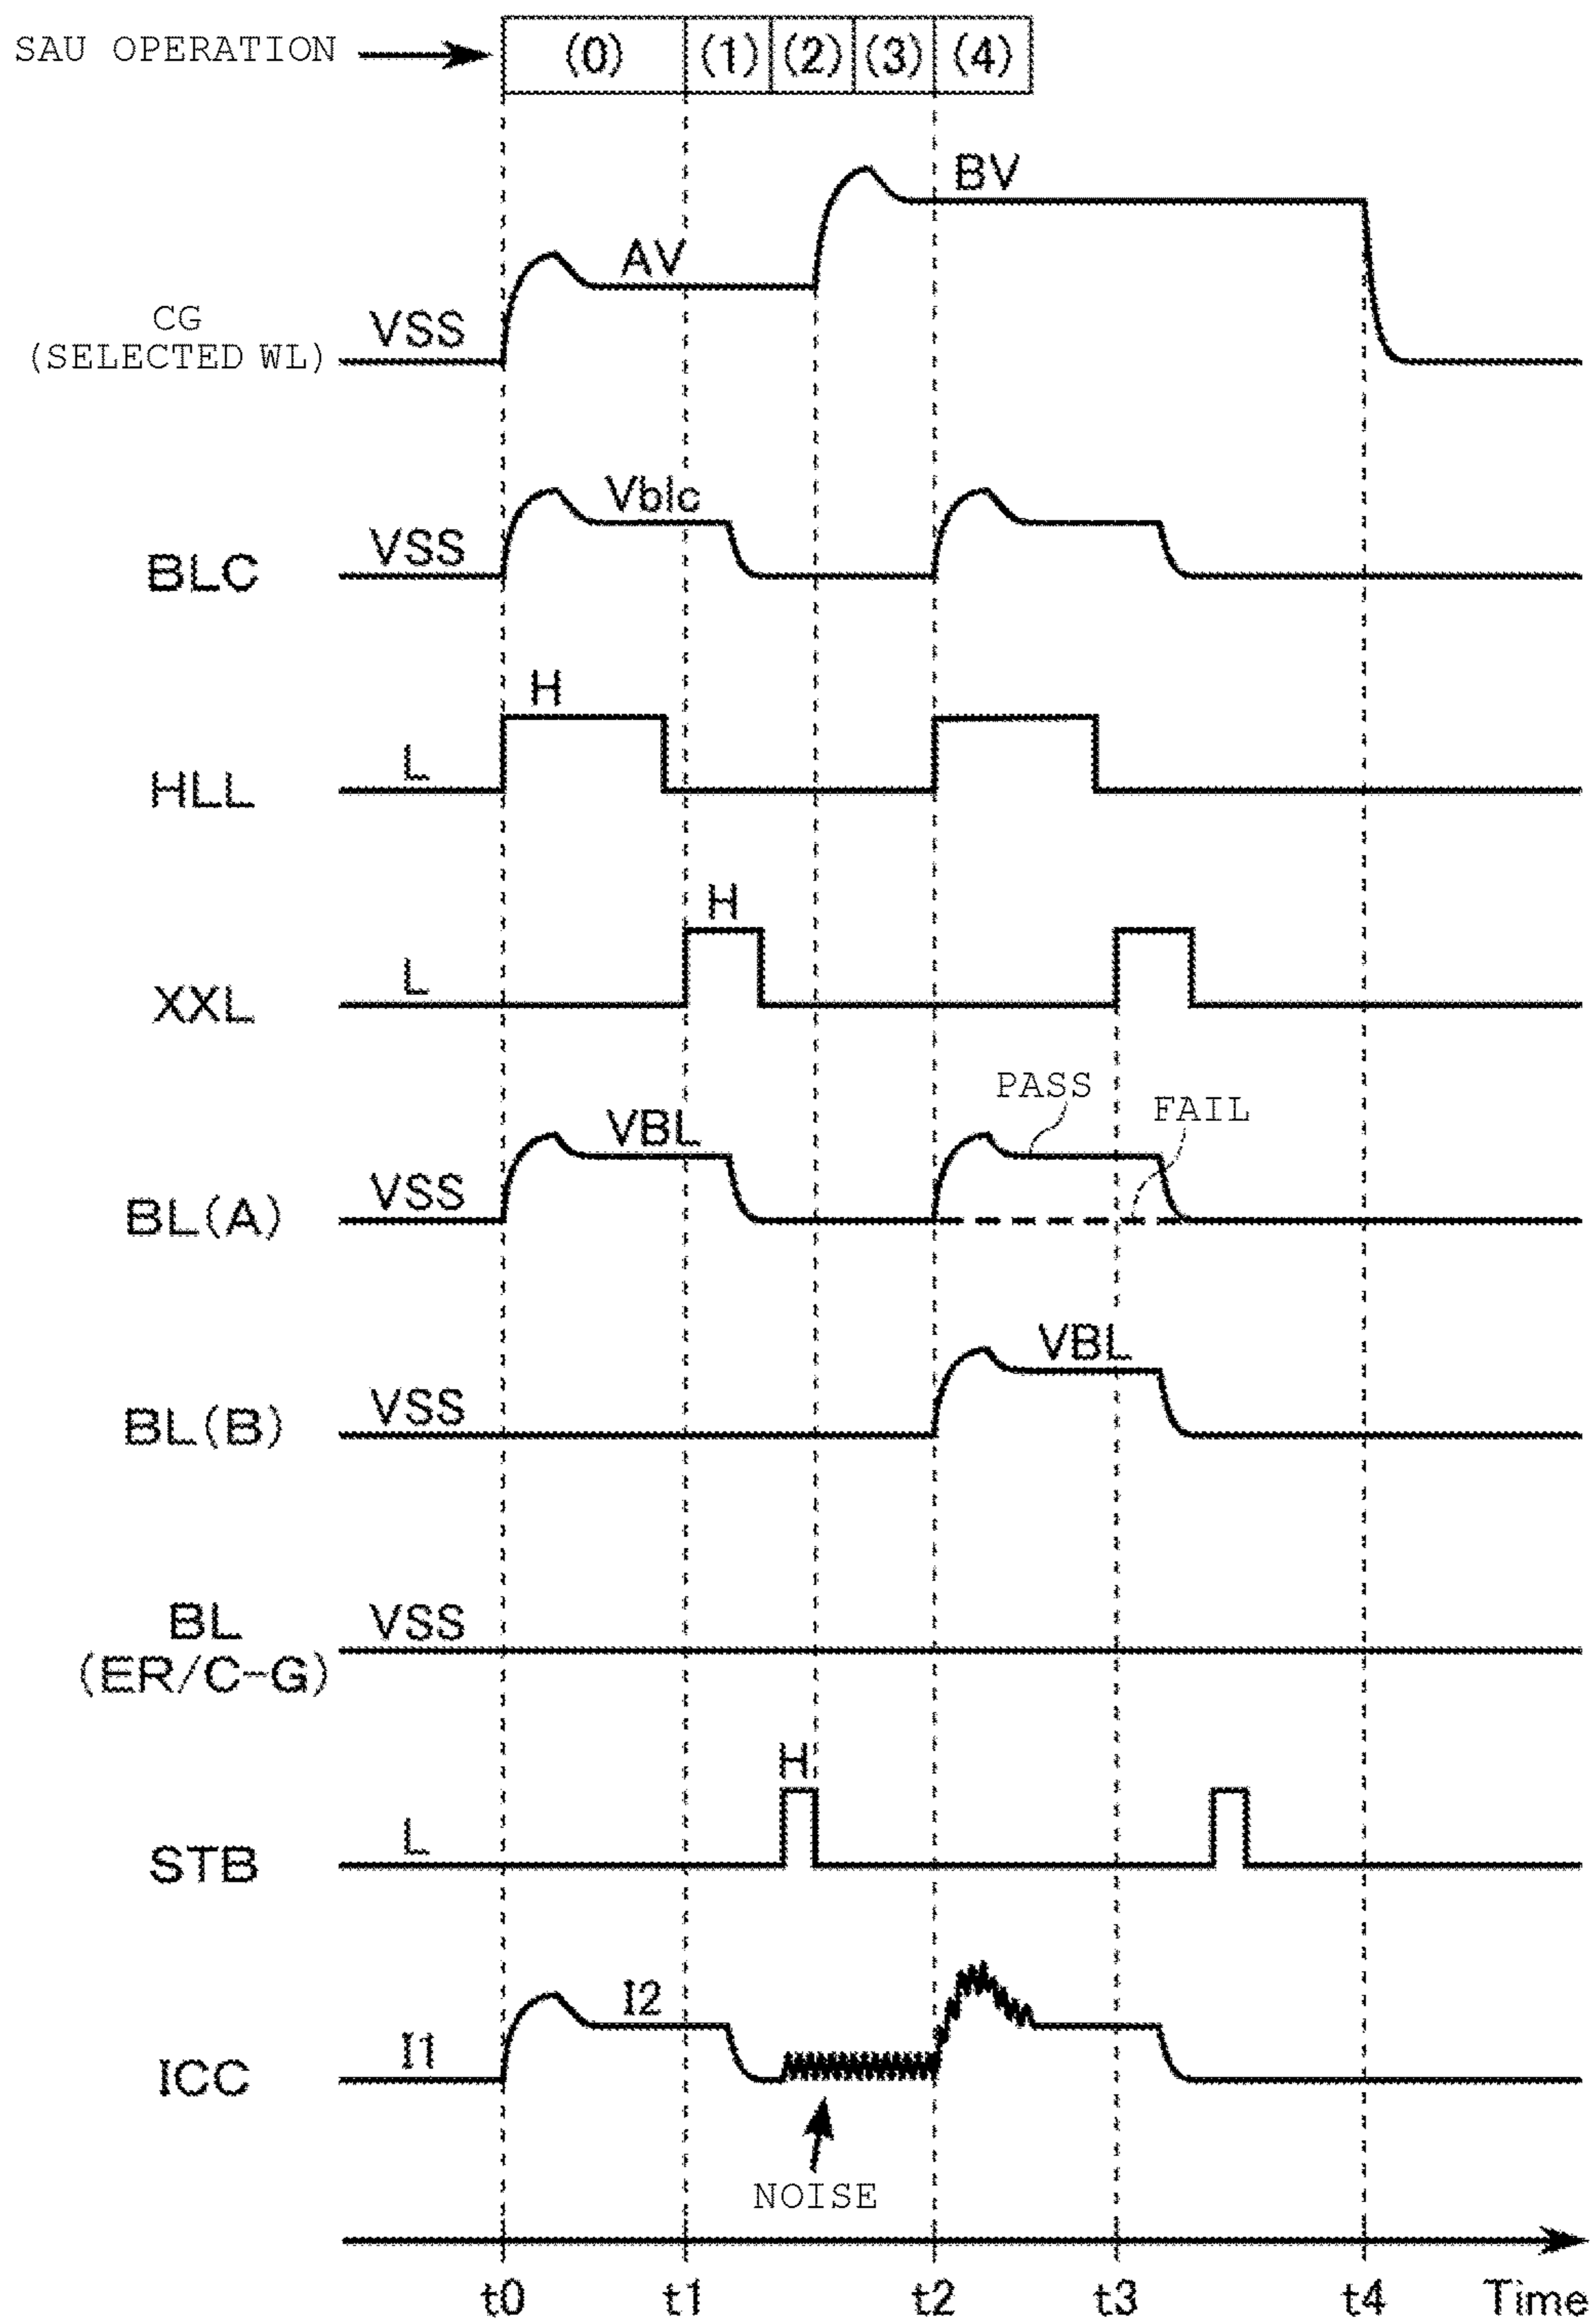 SAU OPERATION (0) (1) (2) (3) (4)
BV
AV
CG
(SELECTED WL)
VSS
Vblc
VSS
BLC
H
L
HLL
H
L
XXL
PASS
FAIL
VBL
VSS
BL(A)
VBL
VSS
BL(B)
BL
(ER/C-G)
VSS
H
L
STB
I2
I1
ICC
NOISE
t0 t1 t2 t3 t4 Time